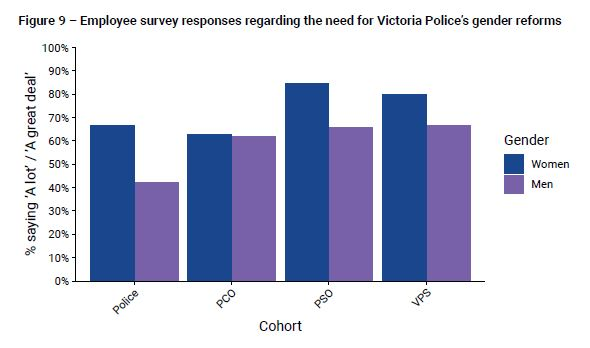 Figure 9 – Employee survey responses regarding the need for Victoria Police's gender reforms
100%
90%
80%
70%
60%
50%
40%
30%
20%
10%
0%
% saying 'A lot' / 'A great deal'
Police
PCO
PSO
VPS
Cohort
Gender
Women
Men